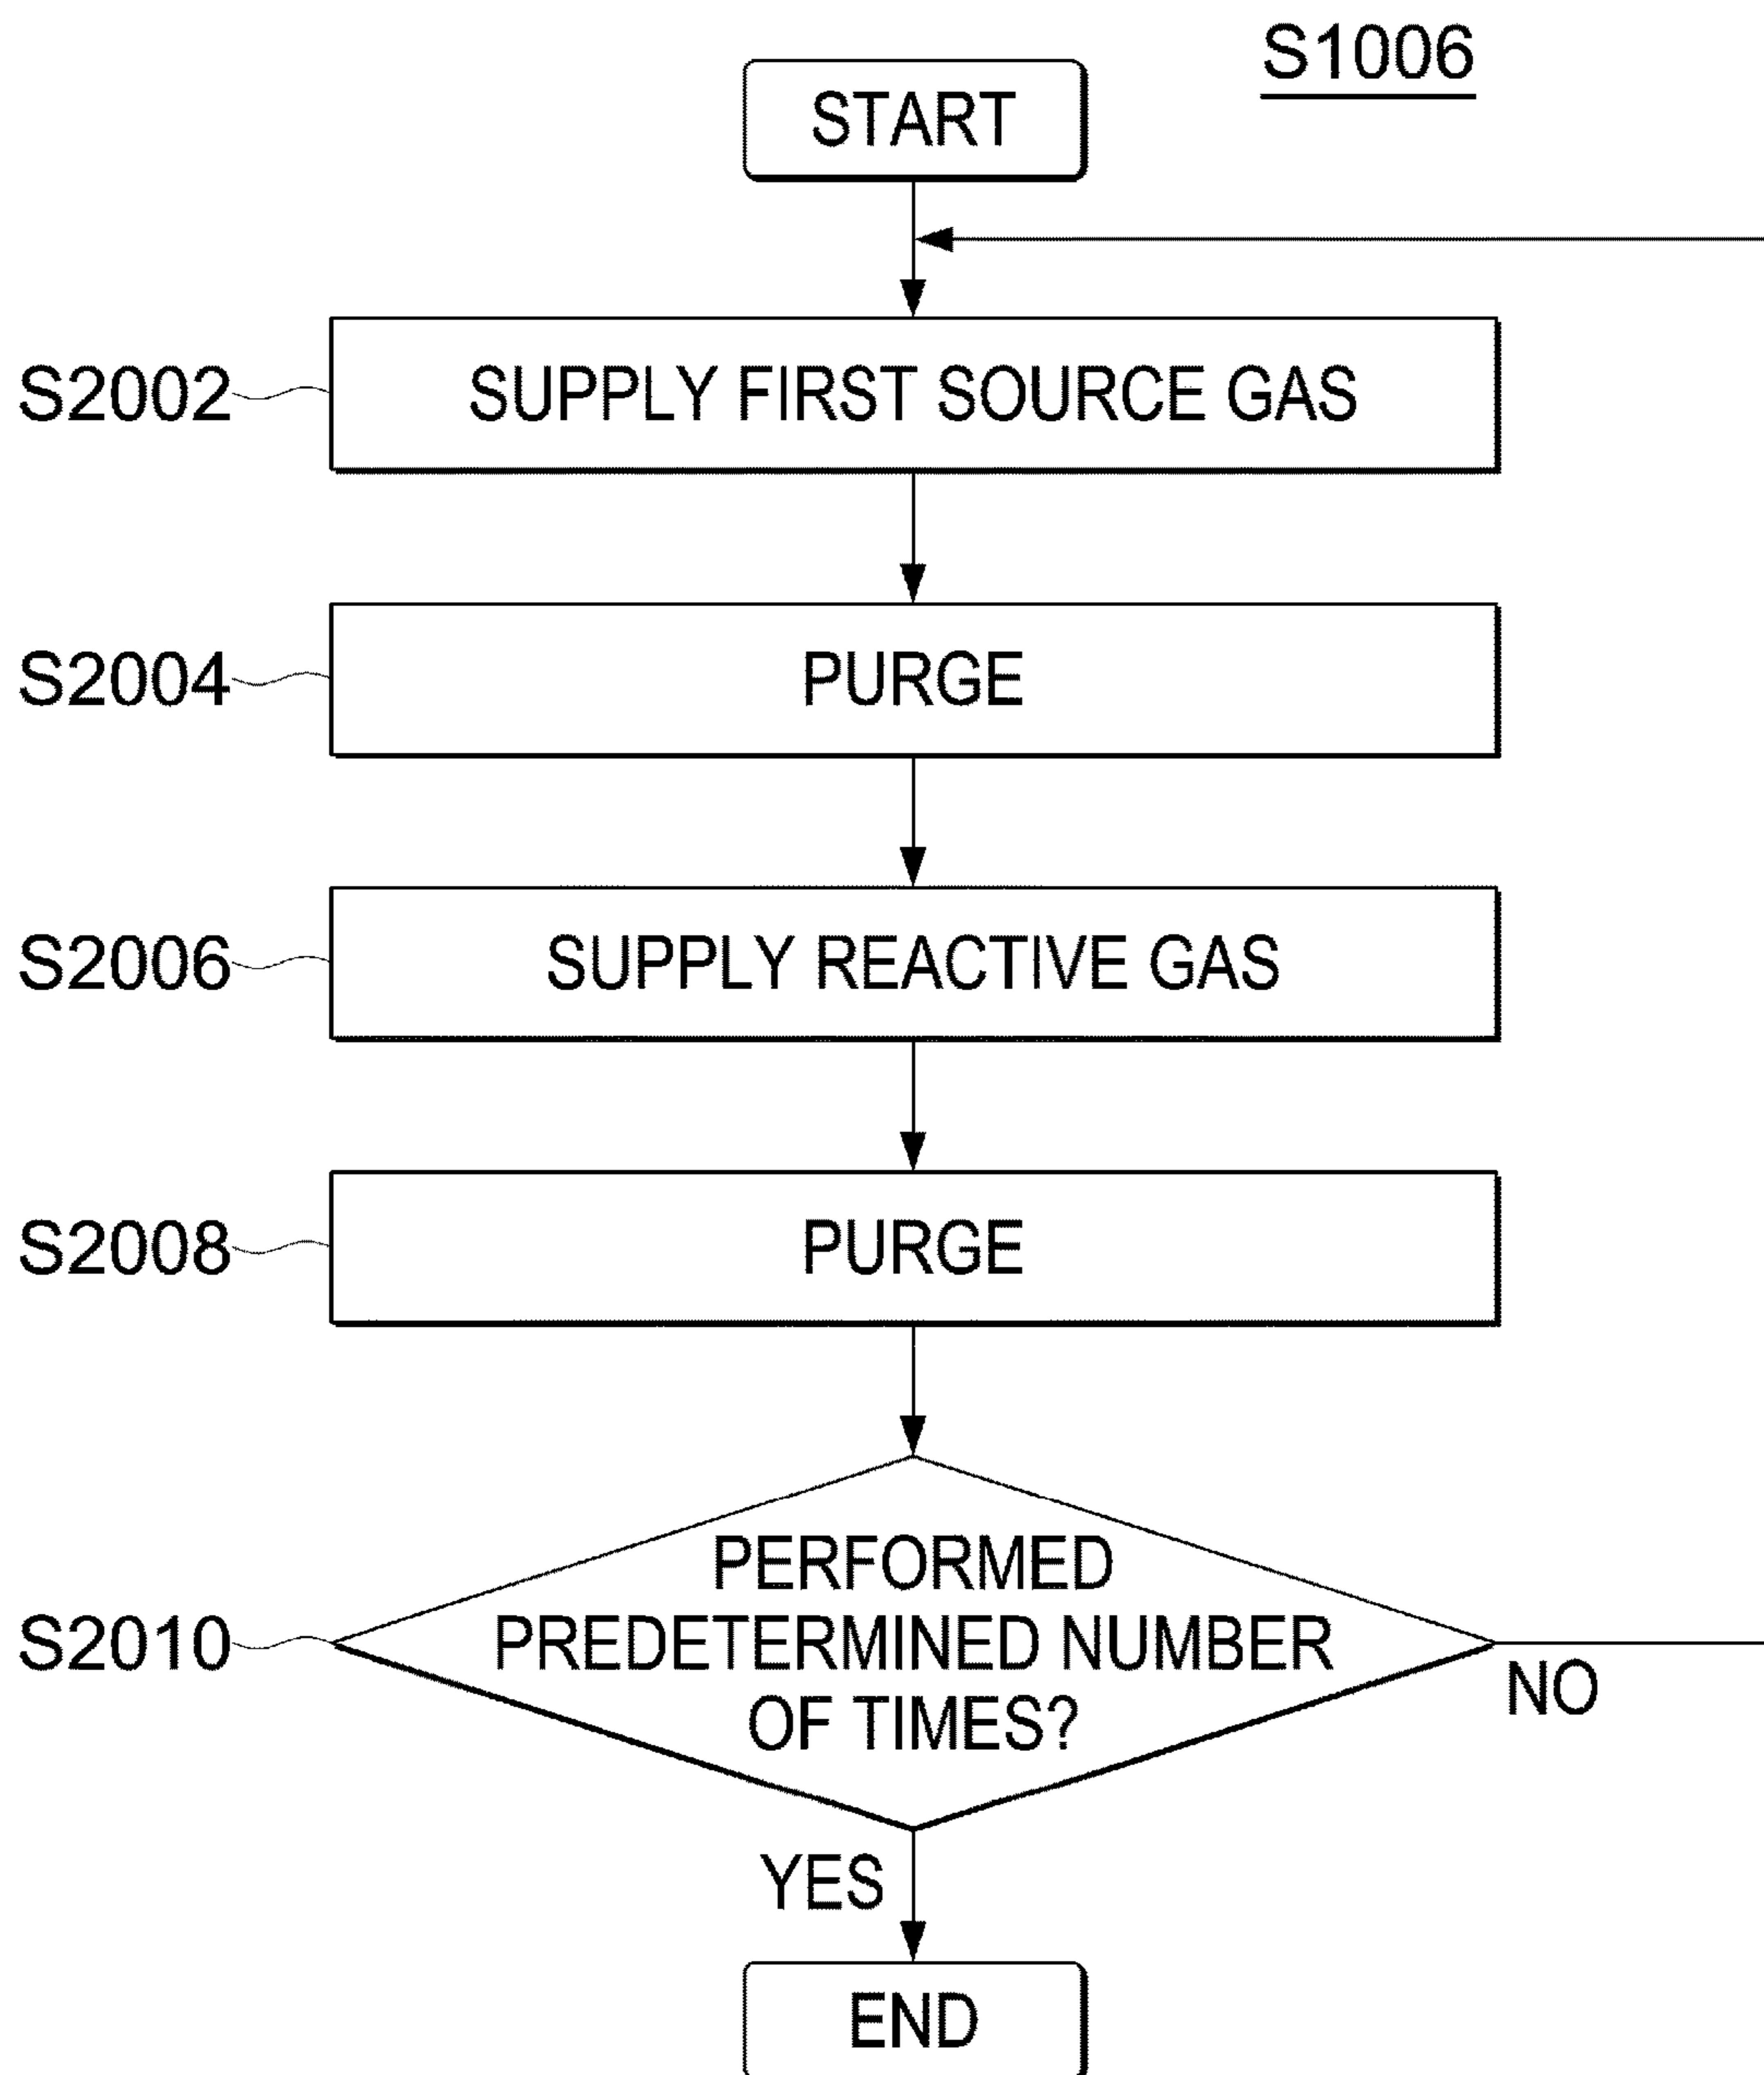 S1006
START
S2002
SUPPLY FIRST SOURCE GAS
S2004
PURGE
S2006
SUPPLY REACTIVE GAS
S2008
PURGE
S2010
PERFORMED
PREDETERMINED NUMBER
OF TIMES?
NO
YES
END